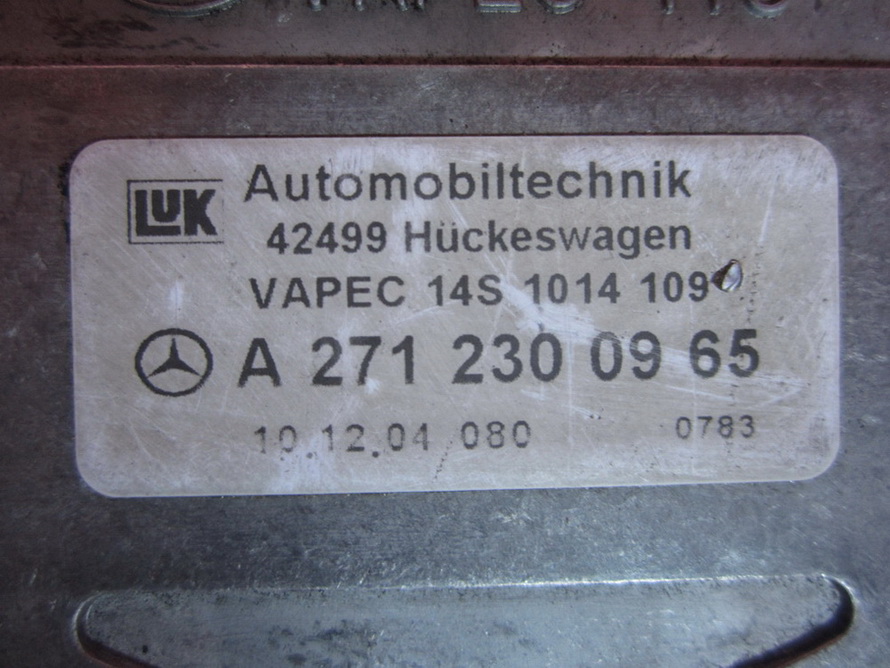 LUK Automobiltechnik
42499 Hückeswagen
VAPEC 14S 1014 109
A 271 230 09 65
10.12.04 080 0783